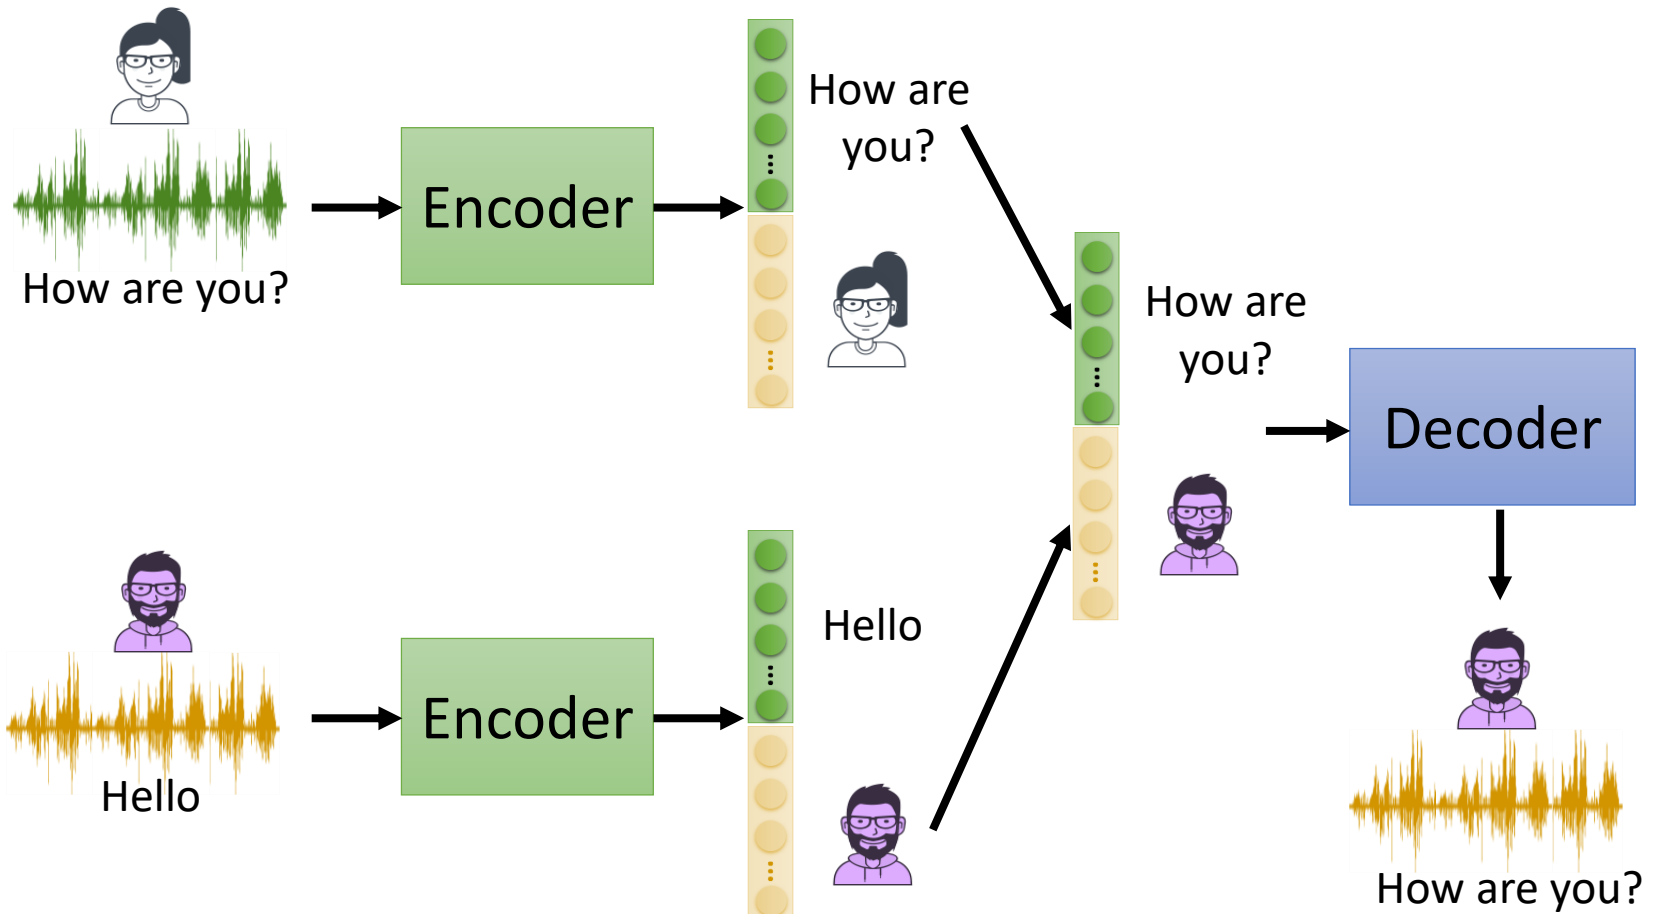 How are
you?
Encoder
How are you?
How are
you?
Decoder
Hello
Encoder
Hello
How are you?